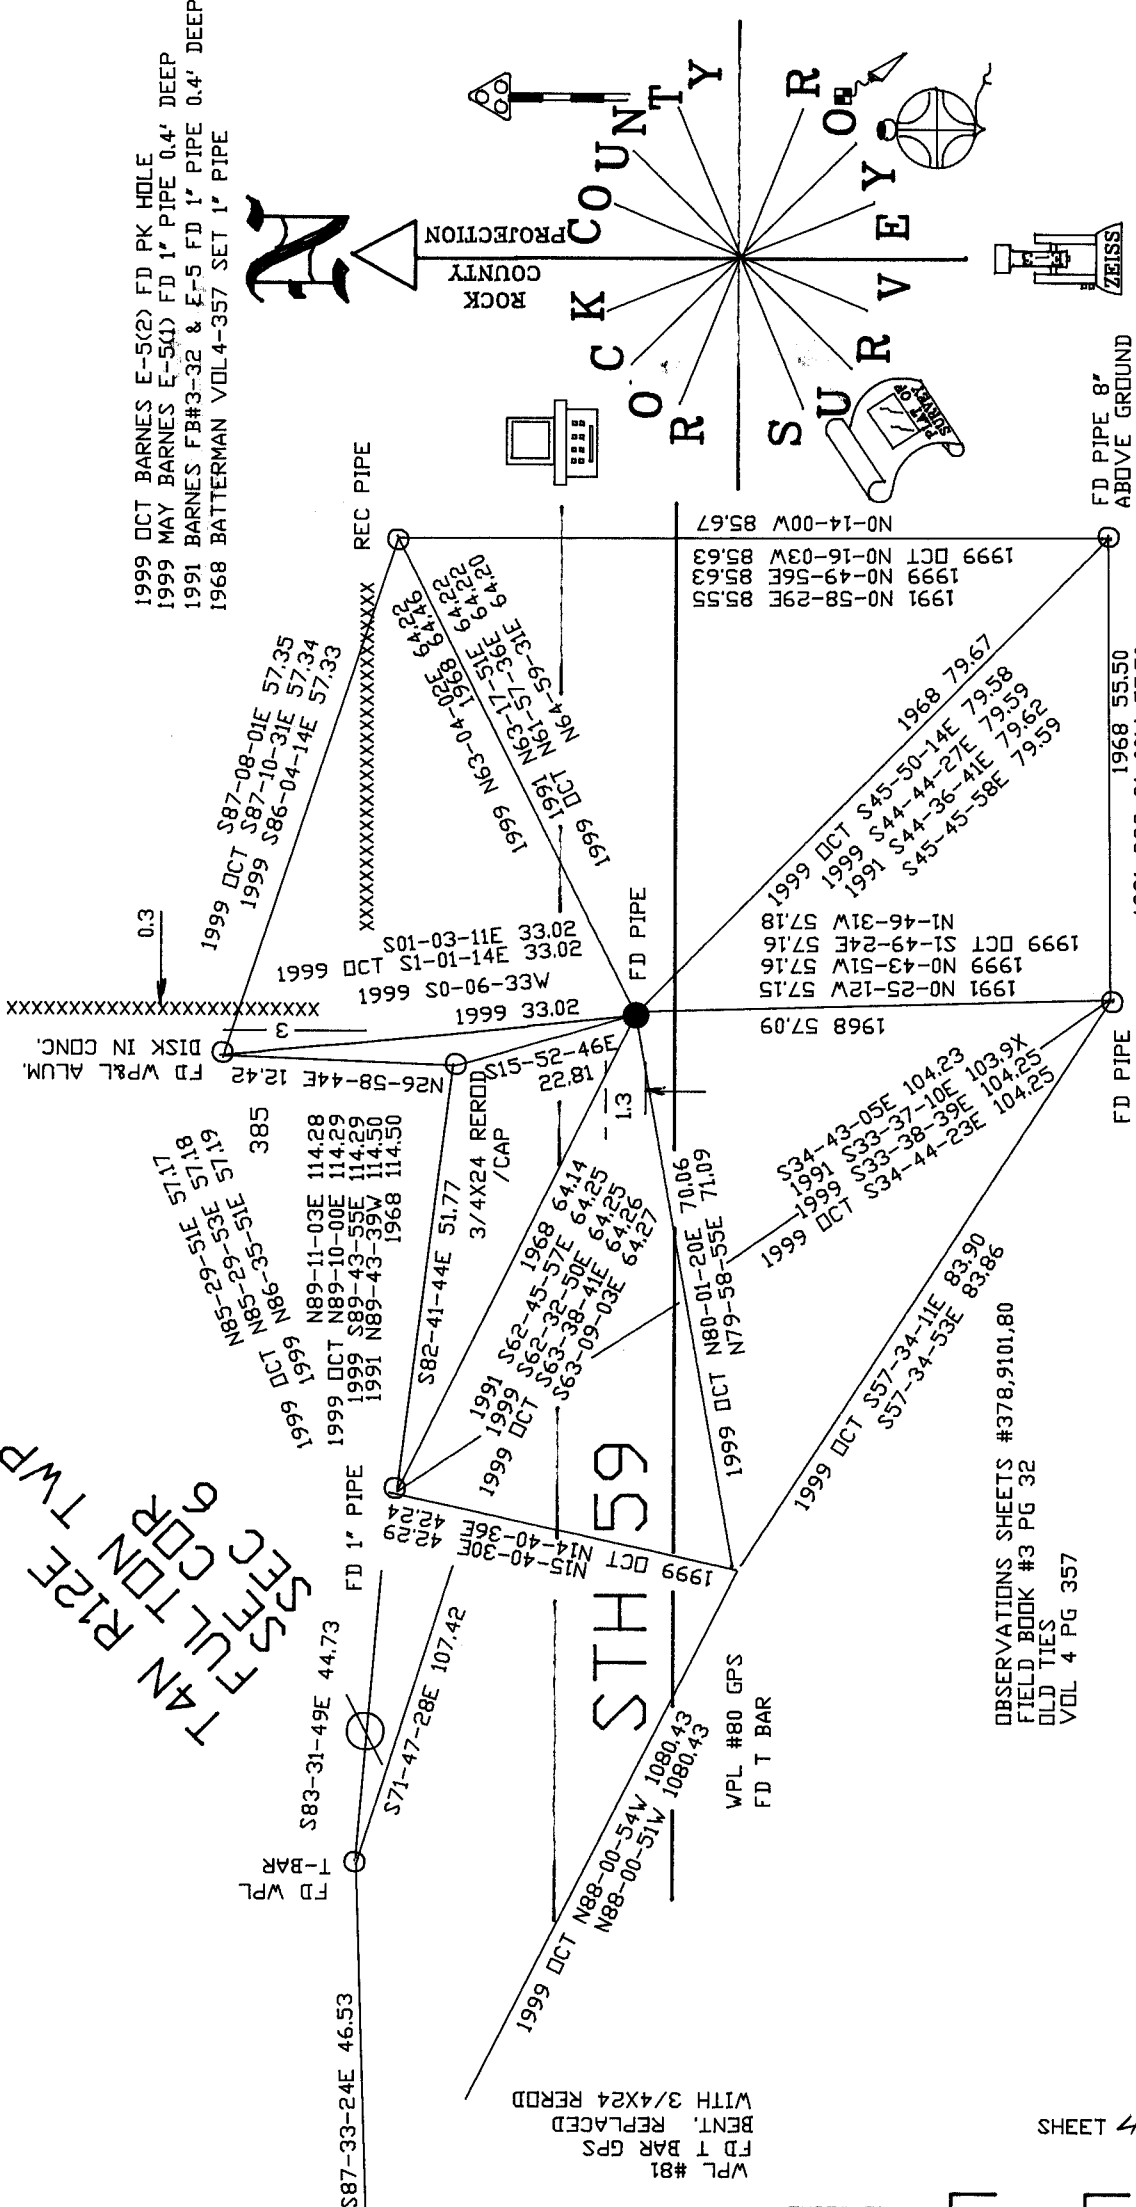 1999 OCT BARNES E-5(2) FD PK HOLE
1999 MAY BARNES E-5(1) FD 1" PIPE 0.4' DEEP
1991 BARNES FB#3-32 & E-5 FD 1" PIPE 0.4' DEEP
1968 BATTERMAN VOL4-357 SET 1" PIPE
N
ROCK
COUNTY
PROJECTION
ROCK COUNTY
SURVEYOR
PLAT OF
SURVEY
ZEISS
T4N R12E
FULTON TWP
SE COR
SEC 6
REC PIPE
1999 OCT S87-08-01E 57.35
S87-10-31E 57.34
1999 S86-04-14E 57.33
XXXXXXXXXXXXXXXXXXXXXXXXXXXXXXXXX
0.3
XXXXXXXXXXXXXXXXXXXXXXXXXXXXX
3
FD WP&L ALUM.
DISK IN CONC.
N26-58-44E 12.42
S01-03-11E 33.02
1999 OCT S1-01-14E 33.02
1999 S0-06-33W
1999 33.02
1999 N63-04-02E 64.22
1968 64.46
1991 N63-17-51E 64.22
1999 OCT N61-57-36E 64.22
N64-59-31E 64.20
N0-14-00W 85.67
1999 OCT N0-16-03W 85.63
1999 N0-49-56E 85.63
1991 N0-58-29E 85.55
FD PIPE
S15-52-46E
22.81
1.3
3/4X24 REROD
/CAP
S82-41-44E 51.77
385
N85-29-51E 57.17
1999 OCT N85-29-53E 57.18
1999 N86-35-51E 57.19
N89-11-03E 114.28
1999 OCT N89-10-00E 114.29
1999 S89-43-55E 114.29
1991 N89-43-39W 114.50
1968 114.50
FD 1" PIPE
1968 64.14
1991 S62-45-57E 64.25
1999 S62-32-50E 64.25
1999 OCT S63-38-41E 64.26
S63-09-03E 64.27
1968 79.67
1999 OCT S45-50-14E 79.58
1999 S44-44-27E 79.59
1991 S44-36-41E 79.62
S45-45-58E 79.59
N1-46-31W 57.18
1999 OCT S1-49-24E 57.16
1999 N0-43-51W 57.16
1991 N0-25-12W 57.15
1968 57.09
FD PIPE 8"
ABOVE GROUND
1968 55.50
FD PIPE
S34-43-05E 104.23
1991 S33-37-10E 103.9X
1999 S33-38-39E 104.25
1999 OCT S34-44-23E 104.25
1999 OCT N80-01-20E 70.06
N79-58-55E 71.09
1999 OCT S57-34-11E 83.90
S57-34-53E 83.86
42.29
42.24
1999 OCT N14-40-36E
N15-40-30E
STH 59
S83-31-49E 44.73
S71-47-28E 107.42
FD WPL
T-BAR
S87-33-24E 46.53
1999 OCT N88-00-54W 1080.43
N88-00-51W 1080.43
WPL #80 GPS
FD T BAR
WPL #81
FD T BAR GPS
BENT. REPLACED
WITH 3/4X24 REROD
OBSERVATIONS SHEETS #378,9101,80
FIELD BOOK #3 PG 32
OLD TIES
VOL 4 PG 357
SHEET 4